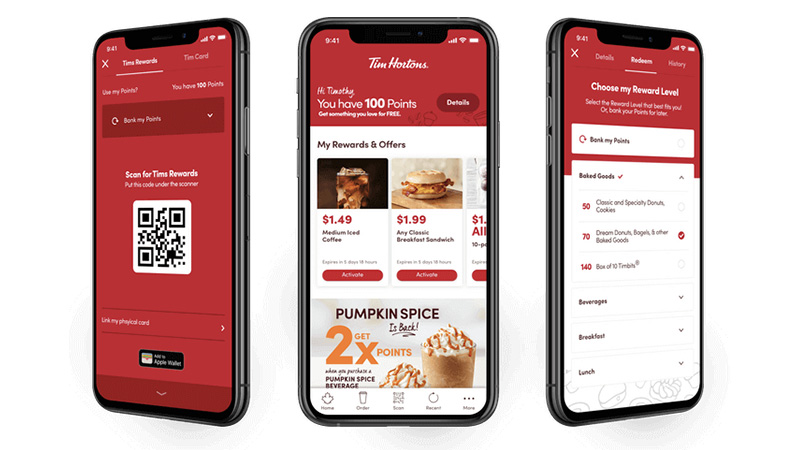 9:41
Tims Rewards
Tim Card
Use my Points?
You have 100 Points
Bank my Points
Scan for Tims Rewards
Put this code under the scanner
Link my phyical card
Add to
Apple Wallet
9:41
Tim Hortons.
Hi Timothy,
You have 100 Points
Get something you love for FREE.
Details
My Rewards & Offers
$1.49
Medium Iced
Coffee
Expires in 5 days 18 hours
Activate
$1.99
Any Classic
Breakfast Sandwich
Expires in 5 days 18 hours
Activate
$1.
All
10-p
PUMPKIN SPICE
Is Back!
GET
2X POINTS
when you purchase a
PUMPKIN SPICE
BEVERAGE
Home
Order
Scan
Recent
More
9:41
Details
Redeem
History
Choose my Reward Level
Select the Reward Level that best fits you!
Or, bank your Points for later.
Bank my Points
Baked Goods
50
Classic and Specialty Donuts,
Cookies
70
Dream Donuts, Bagels, & other
Baked Goods
140
Box of 10 Timbits®
Beverages
Breakfast
Lunch